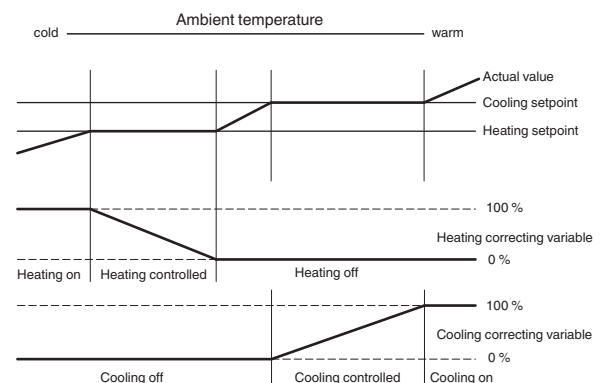 Ambient temperature
cold
warm
Actual value
Cooling setpoint
Heating setpoint
100 %
Heating correcting variable
0 %
Heating on
Heating controlled
Heating off
100 %
Cooling correcting variable
0 %
Cooling off
Cooling controlled
Cooling on